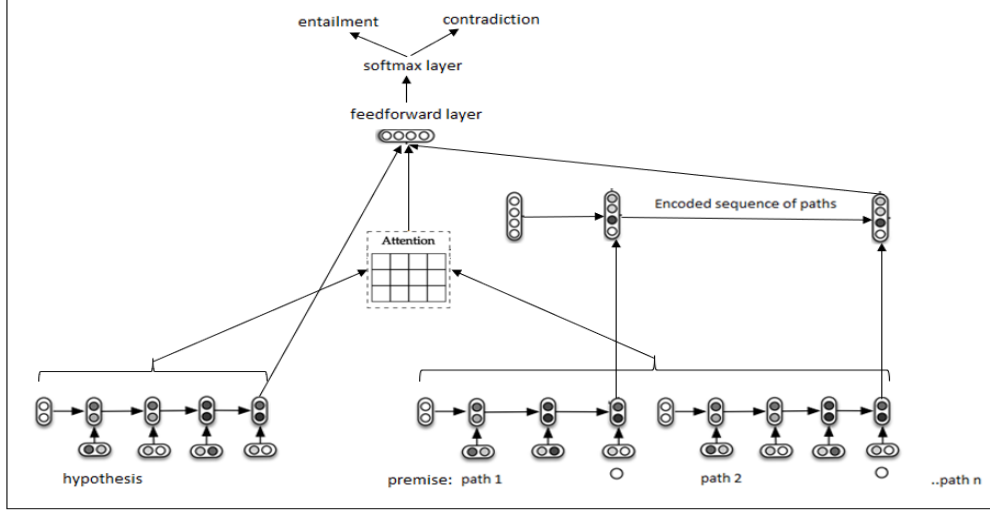 entailment contradiction
softmax layer
feedforward layer
Encoded sequence of paths
Attention
hypothesis premise: path 1 path 2 ..path n